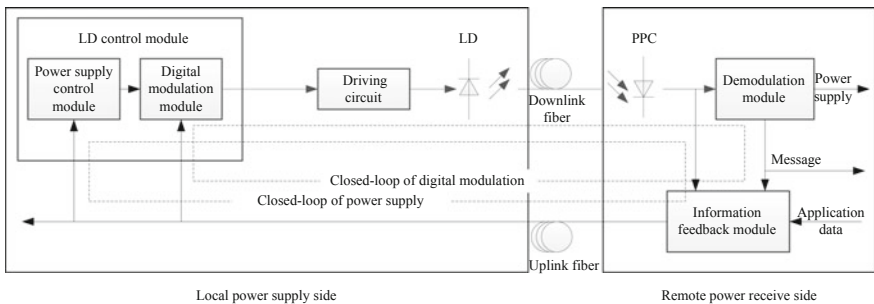 LD control module
LD
PPC
Power supply
control
module
Digital
modulation
module
Driving
circuit
Downlink
fiber
Demodulation
module
Power
supply
Message
Closed-loop of digital modulation
Closed-loop of power supply
Information
feedback module
Application
data
Uplink fiber
Local power supply side
Remote power receive side